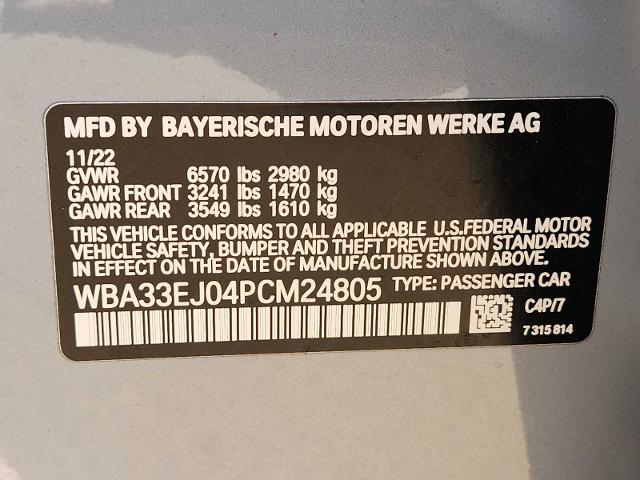 MFD BY BAYERISCHE MOTOREN WERKE AG
11/22
GVWR 6570 lbs 2980 kg
GAWR FRONT 3241 lbs 1470 kg
GAWR REAR 3549 lbs 1610 kg
THIS VEHICLE CONFORMS TO ALL APPLICABLE U.S.FEDERAL MOTOR
VEHICLE SAFETY, BUMPER AND THEFT PREVENTION STANDARDS
IN EFFECT ON THE DATE OF MANUFACTURE SHOWN ABOVE.
WBA33EJ04PCM24805 TYPE: PASSENGER CAR
C4P/7
7 315 814